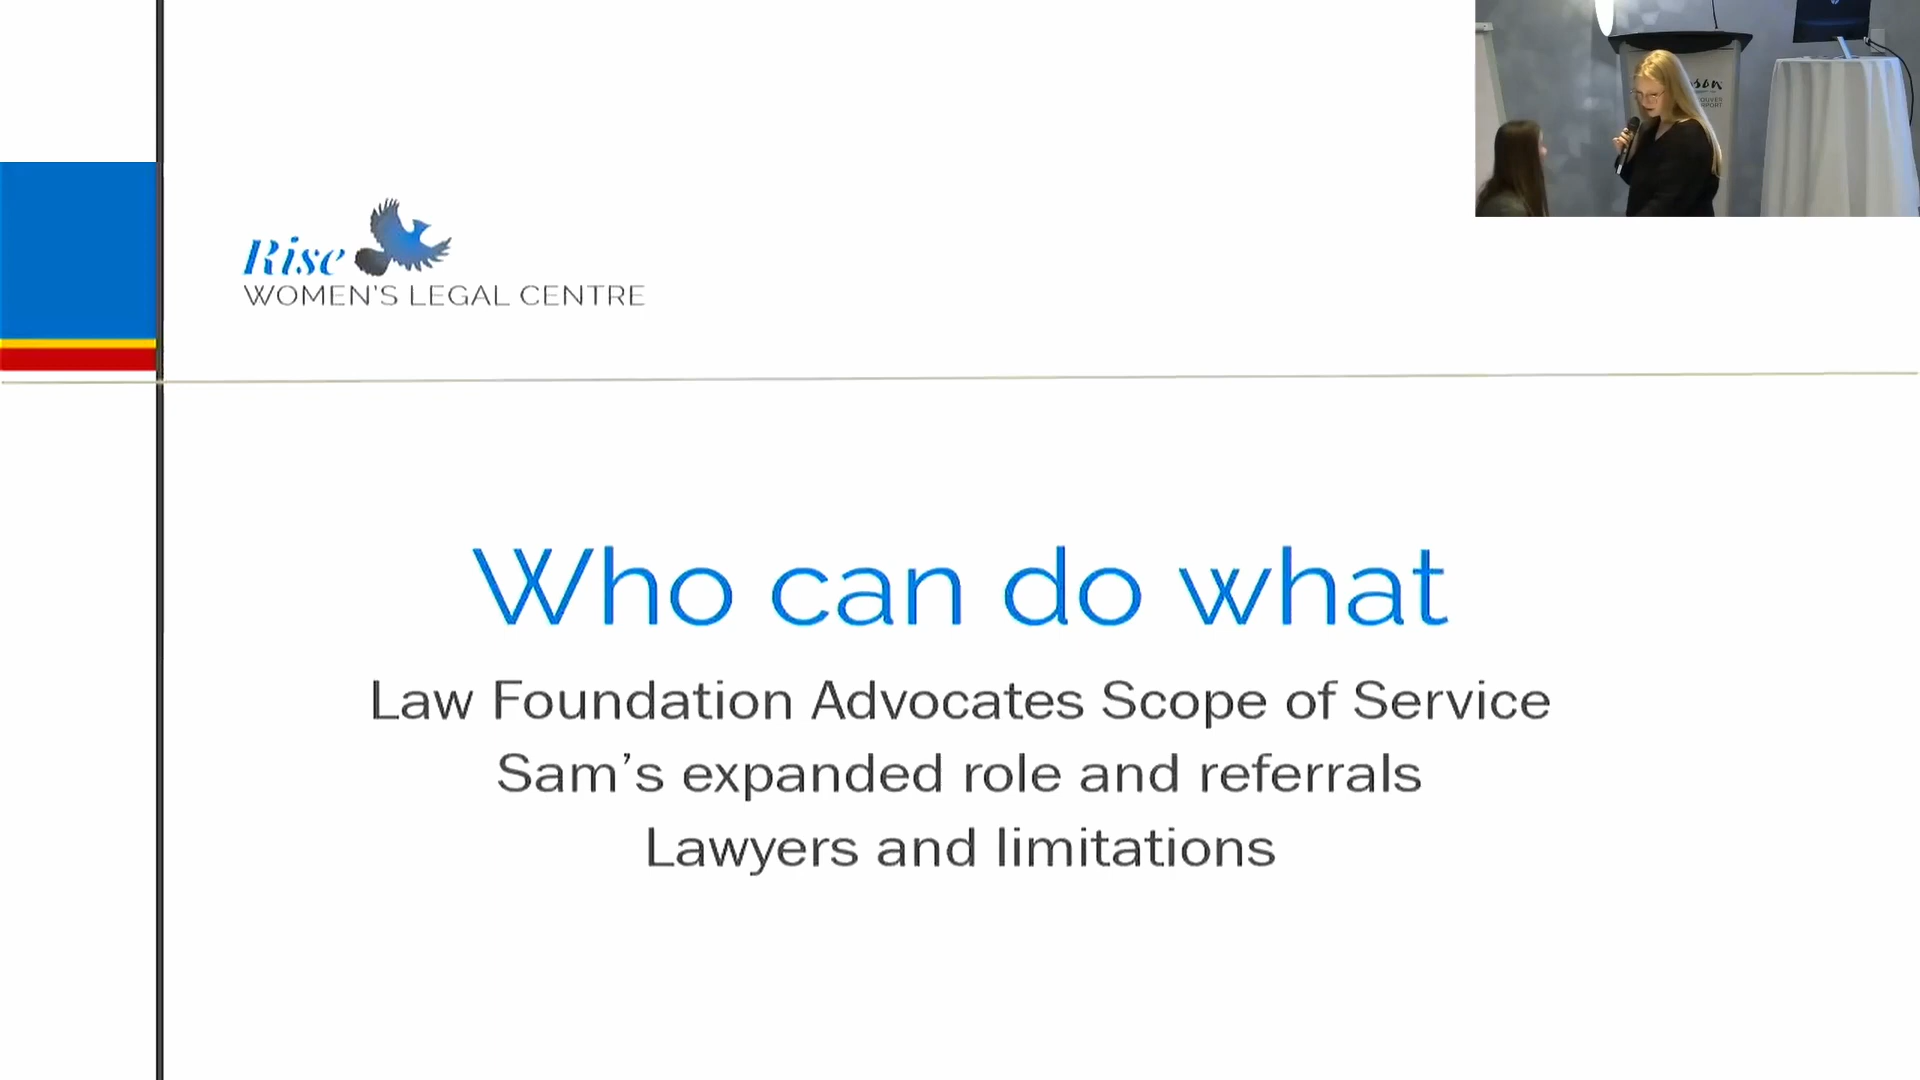 Rise
WOMEN'S LEGAL CENTRE
Who can do what
Law Foundation Advocates Scope of Service
Sam's expanded role and referrals
Lawyers and limitations